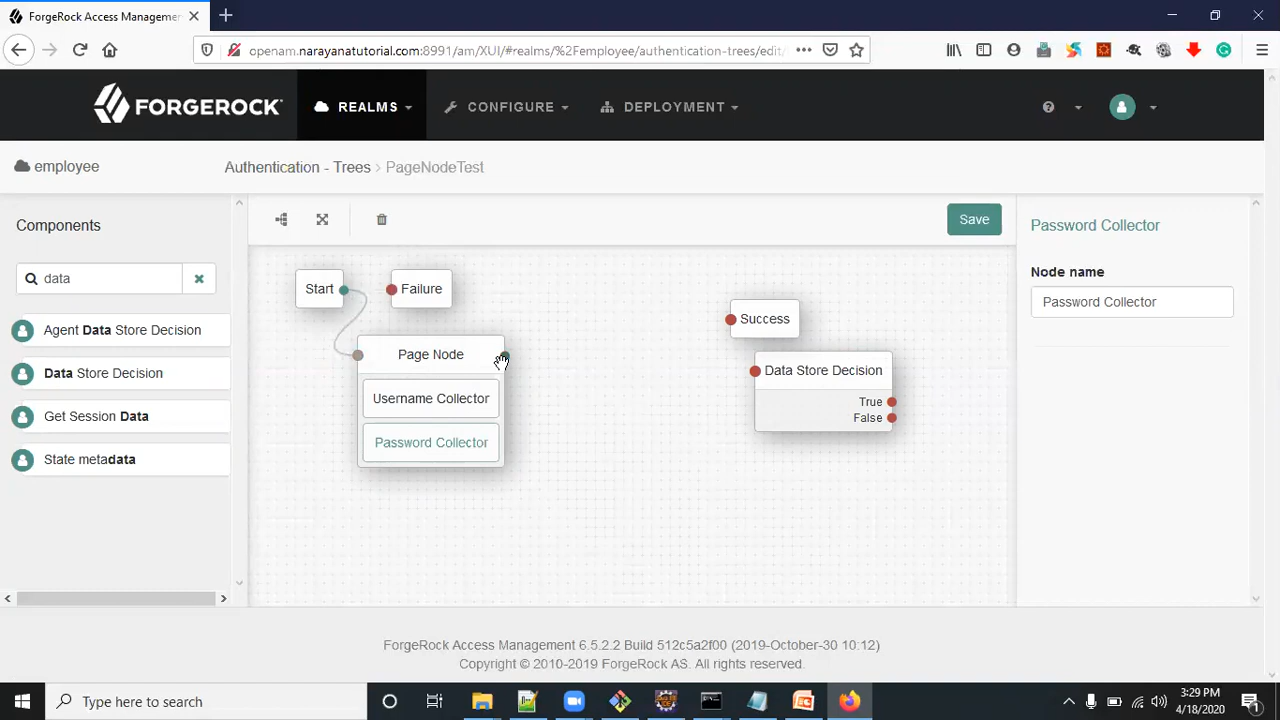 ForgeRock Access Management
openam.narayanatutorial.com:8991/am/XUI/#realms/%2Femployee/authentication-trees/edit/
FORGEROCK
REALMS
CONFIGURE
DEPLOYMENT
employee
Authentication - Trees > PageNodeTest
Components
Save
Password Collector
data
Node name
Password Collector
Start
Failure
Success
Agent Data Store Decision
Page Node
Data Store Decision
Data Store Decision
Username Collector
True
Get Session Data
False
Password Collector
State metadata
ForgeRock Access Management 6.5.2.2 Build 512c5a2f00 (2019-October-30 10:12)
Copyright © 2010-2019 ForgeRock AS. All rights reserved.
Type here to search
3:29 PM
4/18/2020
1